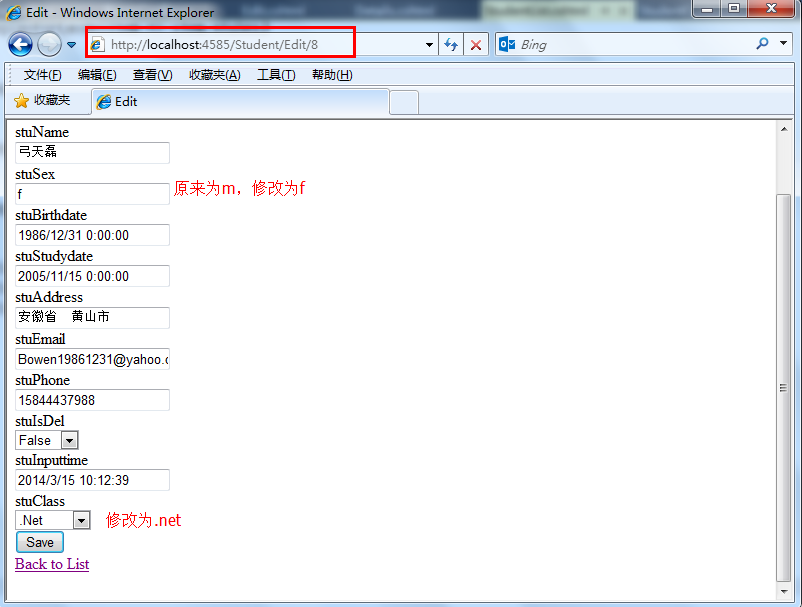 Edit - Windows Internet Explorer
http://localhost:4585/Student/Edit/8
Bing
文件(F) 编辑(E) 查看(V) 收藏夹(A) 工具(T) 帮助(H)
收藏夹 Edit
stuName
弓天磊
stuSex
f 原来为m，修改为f
stuBirthdate
1986/12/31 0:00:00
stuStudydate
2005/11/15 0:00:00
stuAddress
安徽省 黄山市
stuEmail
Bowen19861231@yahoo.c
stuPhone
15844437988
stuIsDel
False
stuInputtime
2014/3/15 10:12:39
stuClass
.Net 修改为.net
Save
Back to List